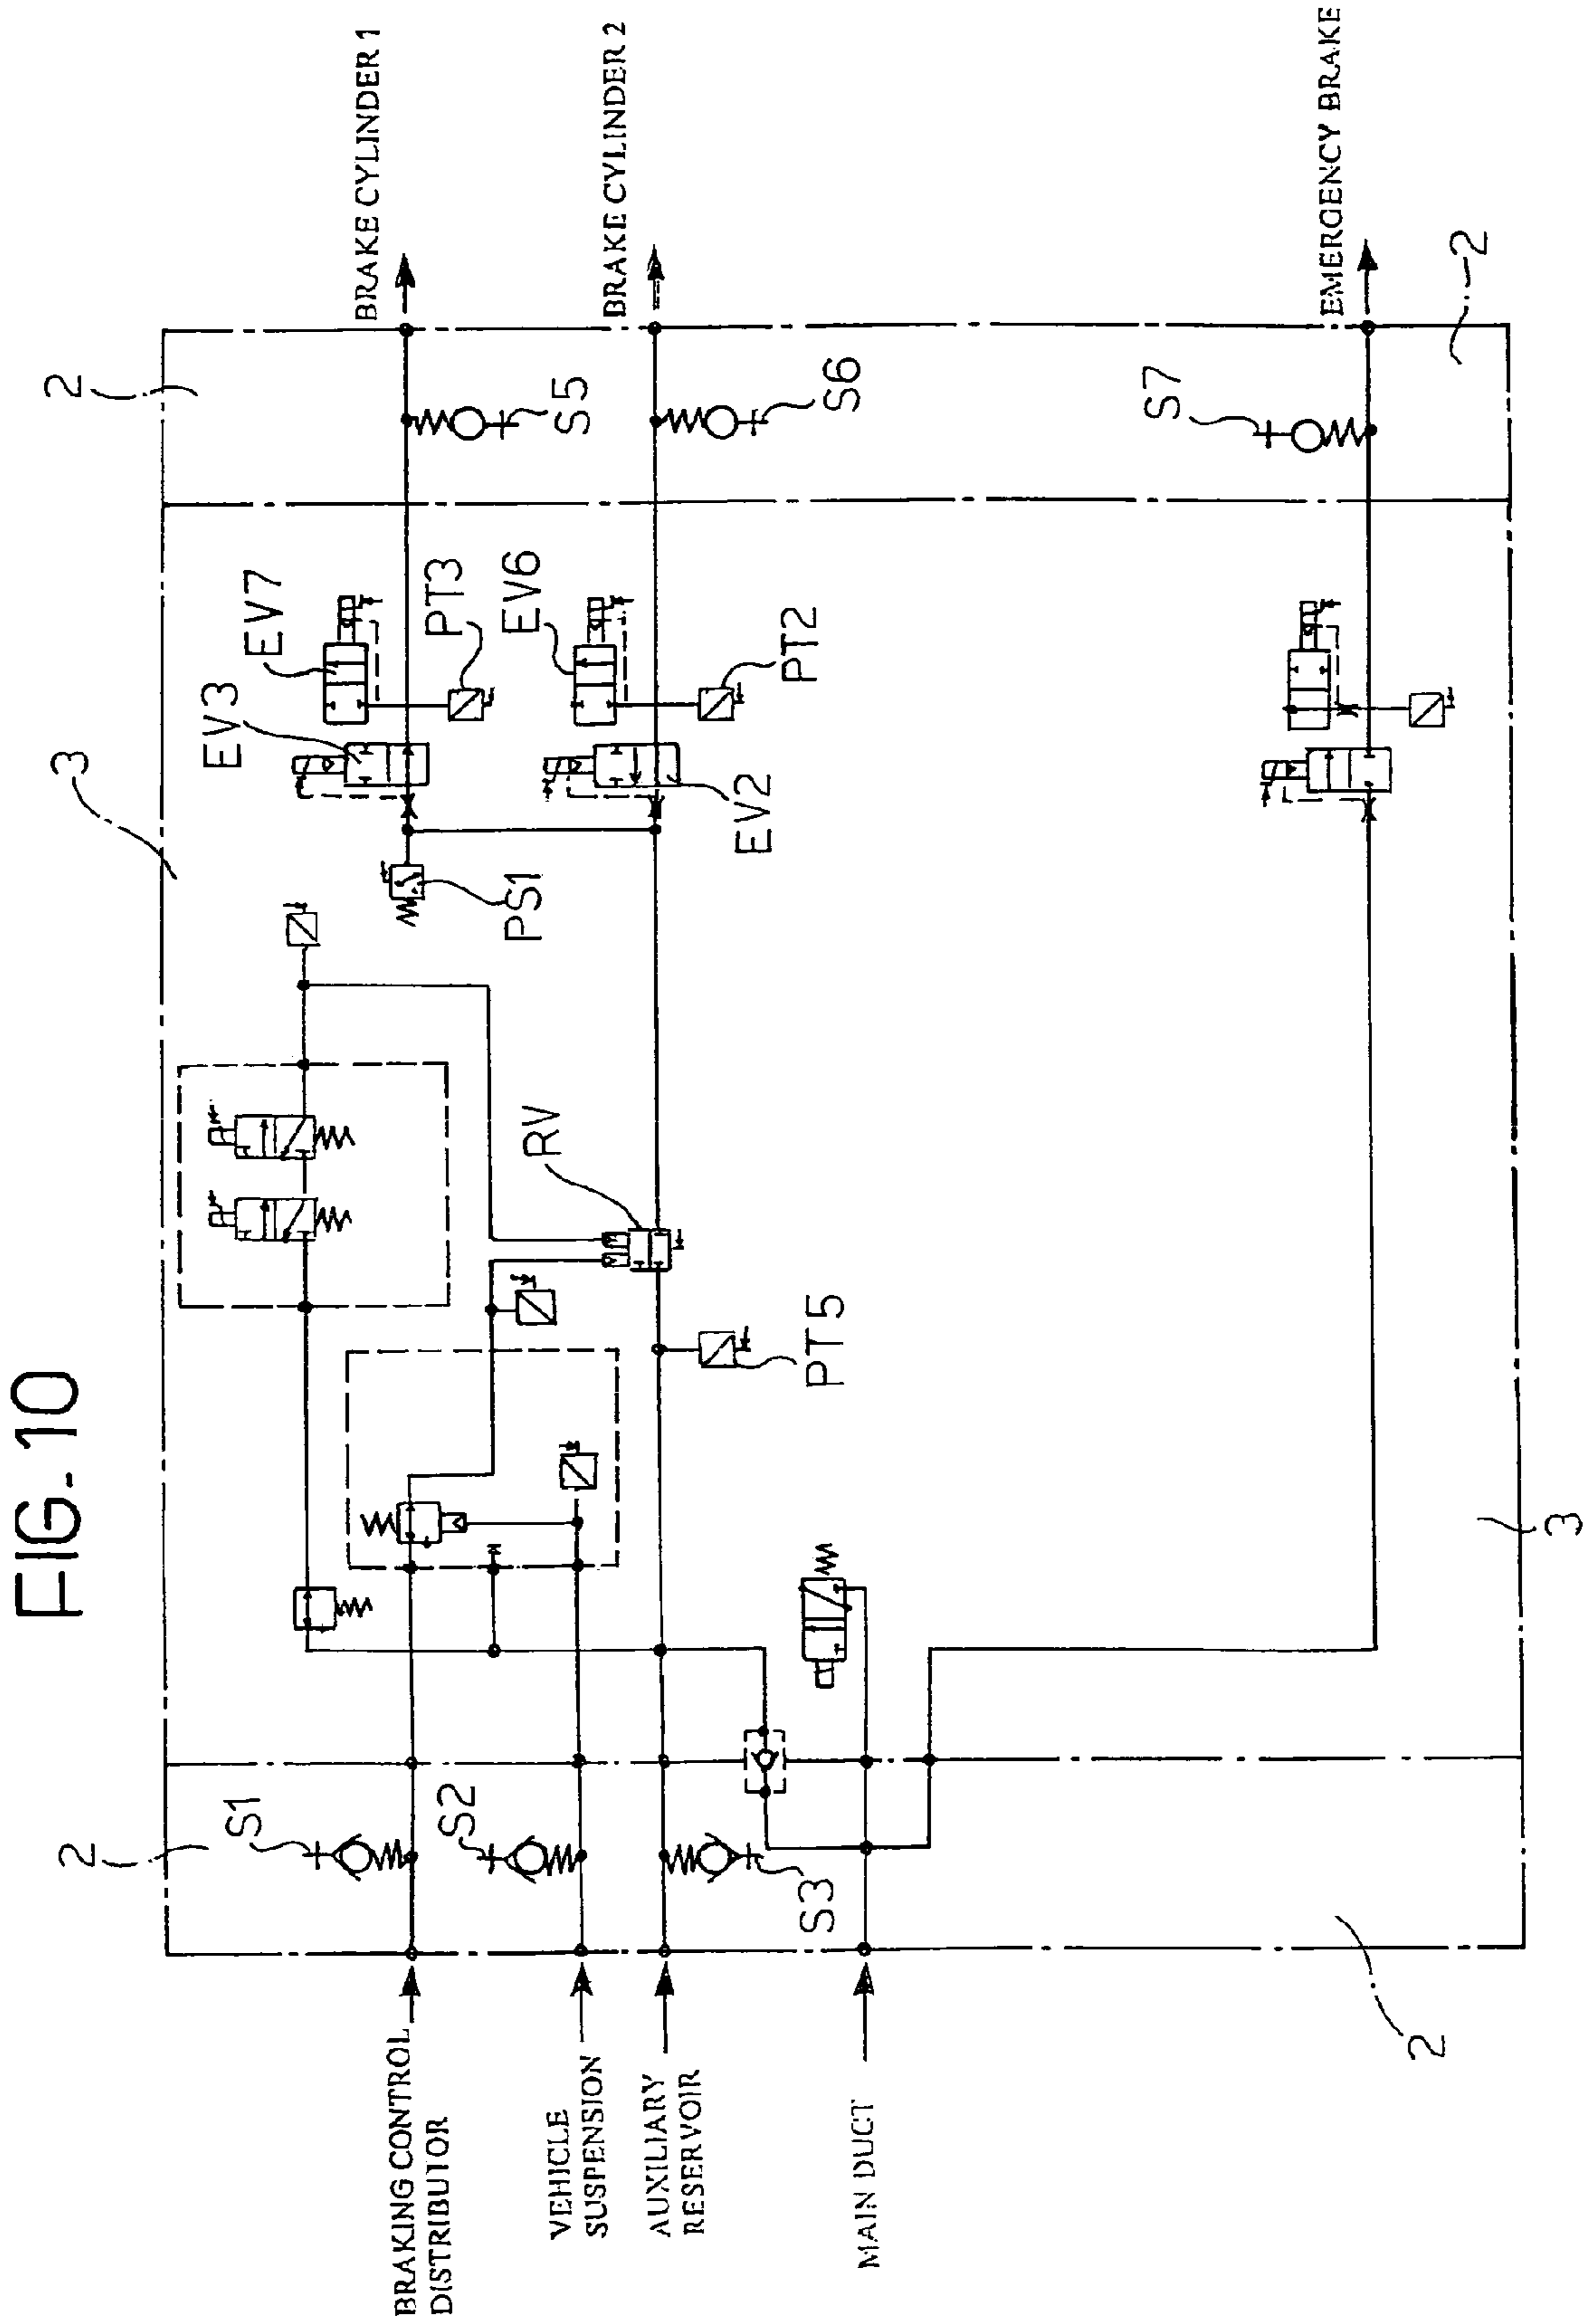 FIG. 10
2
3
2
BRAKING CONTROL
DISTRIBUTOR
VEHICLE
SUSPENSION
AUXILIARY
RESERVOIR
MAIN DUCT
S1
S2
S3
EV3
EV7
PT3
EV6
PT2
EV2
PS1
RV
PT5
S5
S6
S7
BRAKE CYLINDER 1
BRAKE CYLINDER 2
EMERGENCY BRAKE
2
3
2